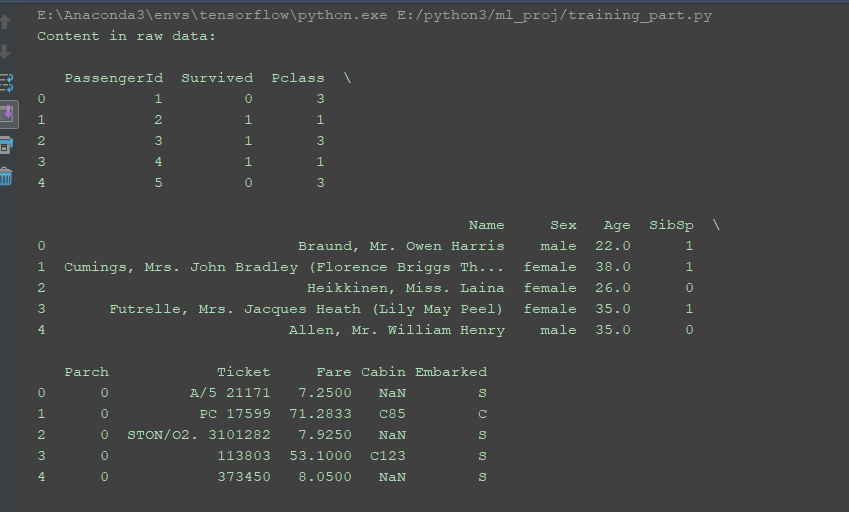 E:\Anaconda3\envs\tensorflow\python.exe E:/python3/ml_proj/training_part.py
Content in raw data:
   PassengerId  Survived  Pclass  \
0            1         0       3
1            2         1       1
2            3         1       3
3            4         1       1
4            5         0       3
                                                Name     Sex   Age  SibSp  \
0                            Braund, Mr. Owen Harris    male  22.0      1
1  Cumings, Mrs. John Bradley (Florence Briggs Th...  female  38.0      1
2                             Heikkinen, Miss. Laina  female  26.0      0
3       Futrelle, Mrs. Jacques Heath (Lily May Peel)  female  35.0      1
4                           Allen, Mr. William Henry    male  35.0      0
   Parch            Ticket     Fare Cabin Embarked
0      0         A/5 21171   7.2500   NaN        S
1      0          PC 17599  71.2833   C85        C
2      0  STON/O2. 3101282   7.9250   NaN        S
3      0            113803  53.1000  C123        S
4      0            373450   8.0500   NaN        S